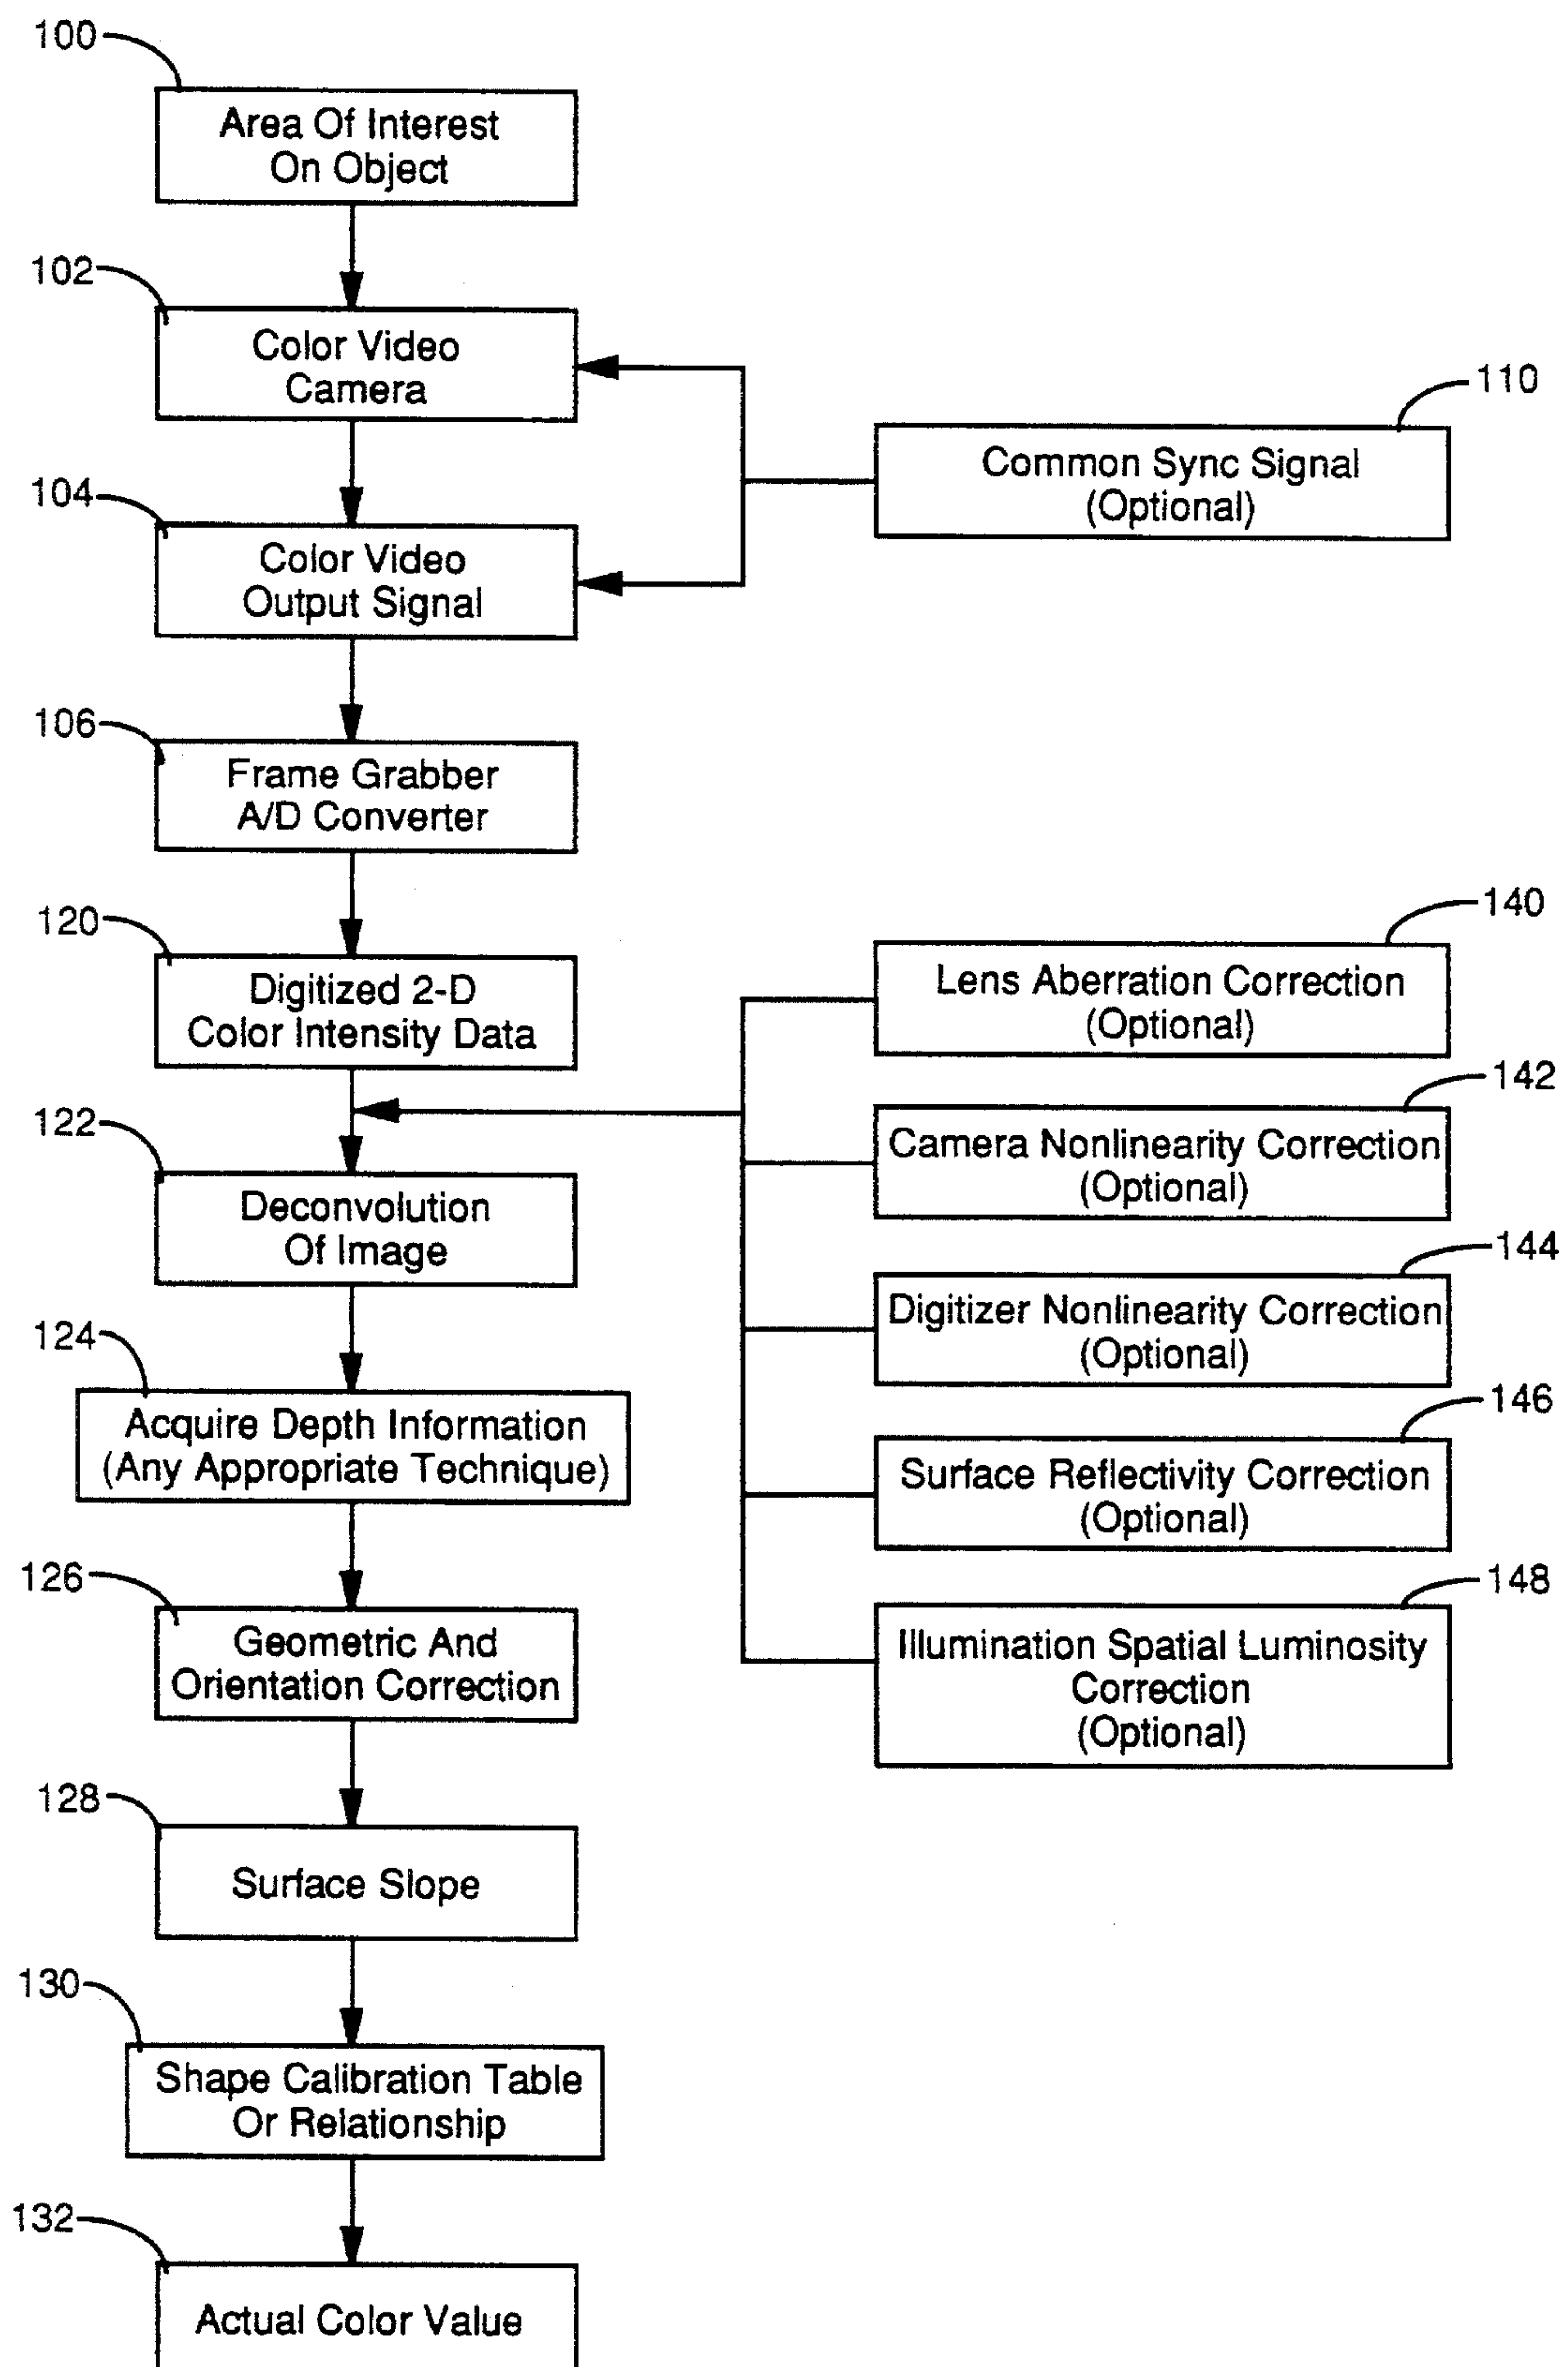 100
Area Of Interest
On Object
102
Color Video
Camera
110
Common Sync Signal
(Optional)
104
Color Video
Output Signal
106
Frame Grabber
A/D Converter
120
Digitized 2-D
Color Intensity Data
140
Lens Aberration Correction
(Optional)
142
Camera Nonlinearity Correction
(Optional)
122
Deconvolution
Of Image
144
Digitizer Nonlinearity Correction
(Optional)
124
Acquire Depth Information
(Any Appropriate Technique)
146
Surface Reflectivity Correction
(Optional)
126
Geometric And
Orientation Correction
148
Illumination Spatial Luminosity
Correction
(Optional)
128
Surface Slope
130
Shape Calibration Table
Or Relationship
132
Actual Color Value